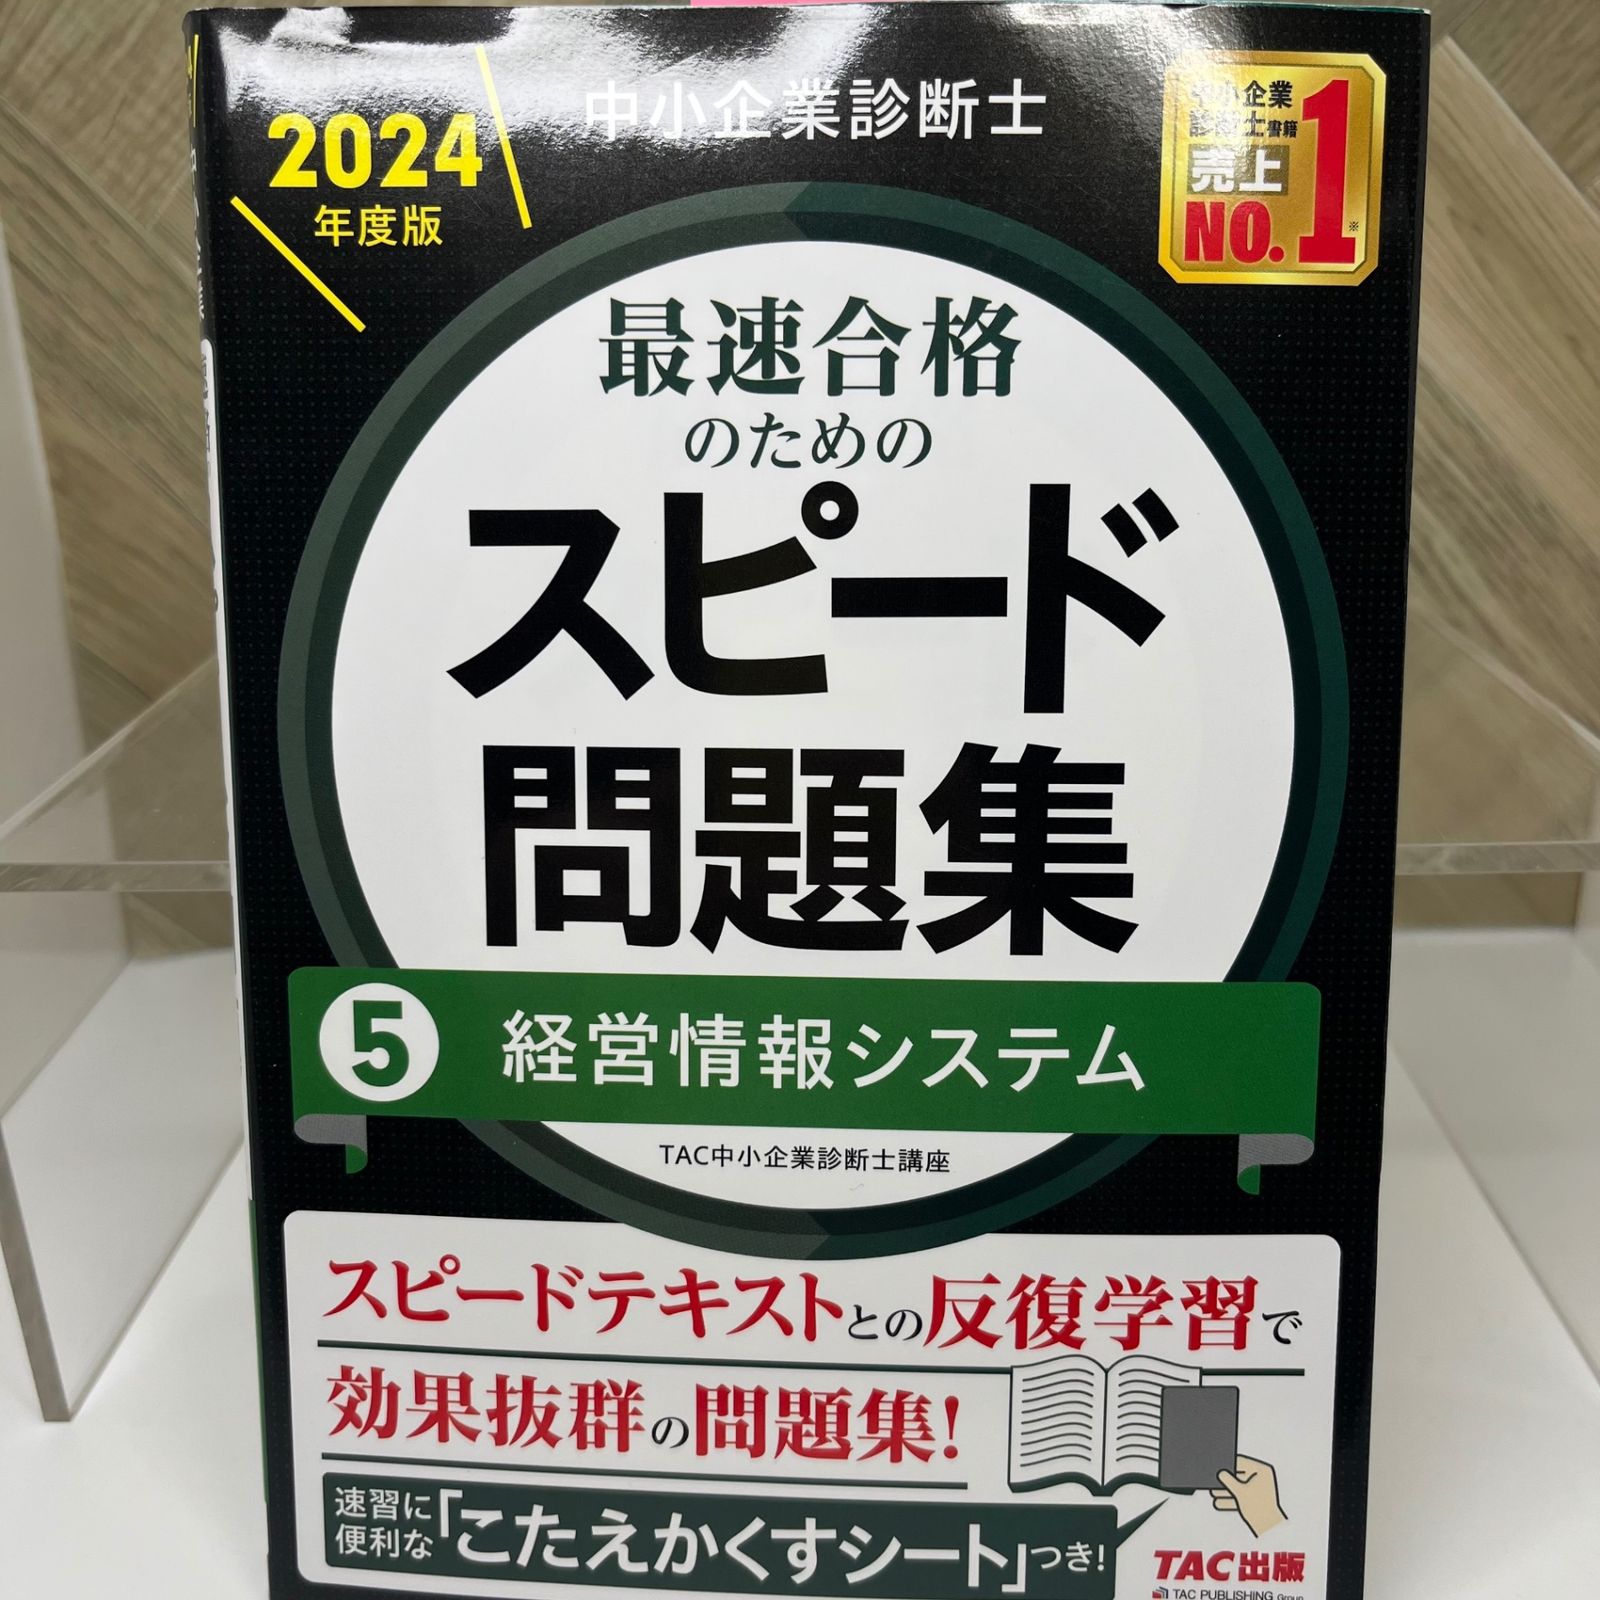 2024
年度版
中小企業診断士
中小企業
診断士書籍
売上
NO.1※
最速合格
のための
スピード
問題集
5 経営情報システム
TAC中小企業診断士講座
スピードテキストとの反復学習で
効果抜群の問題集!
速習に
便利な「こたえかくすシート」つき!
TAC出版
TAC PUBLISHING Group